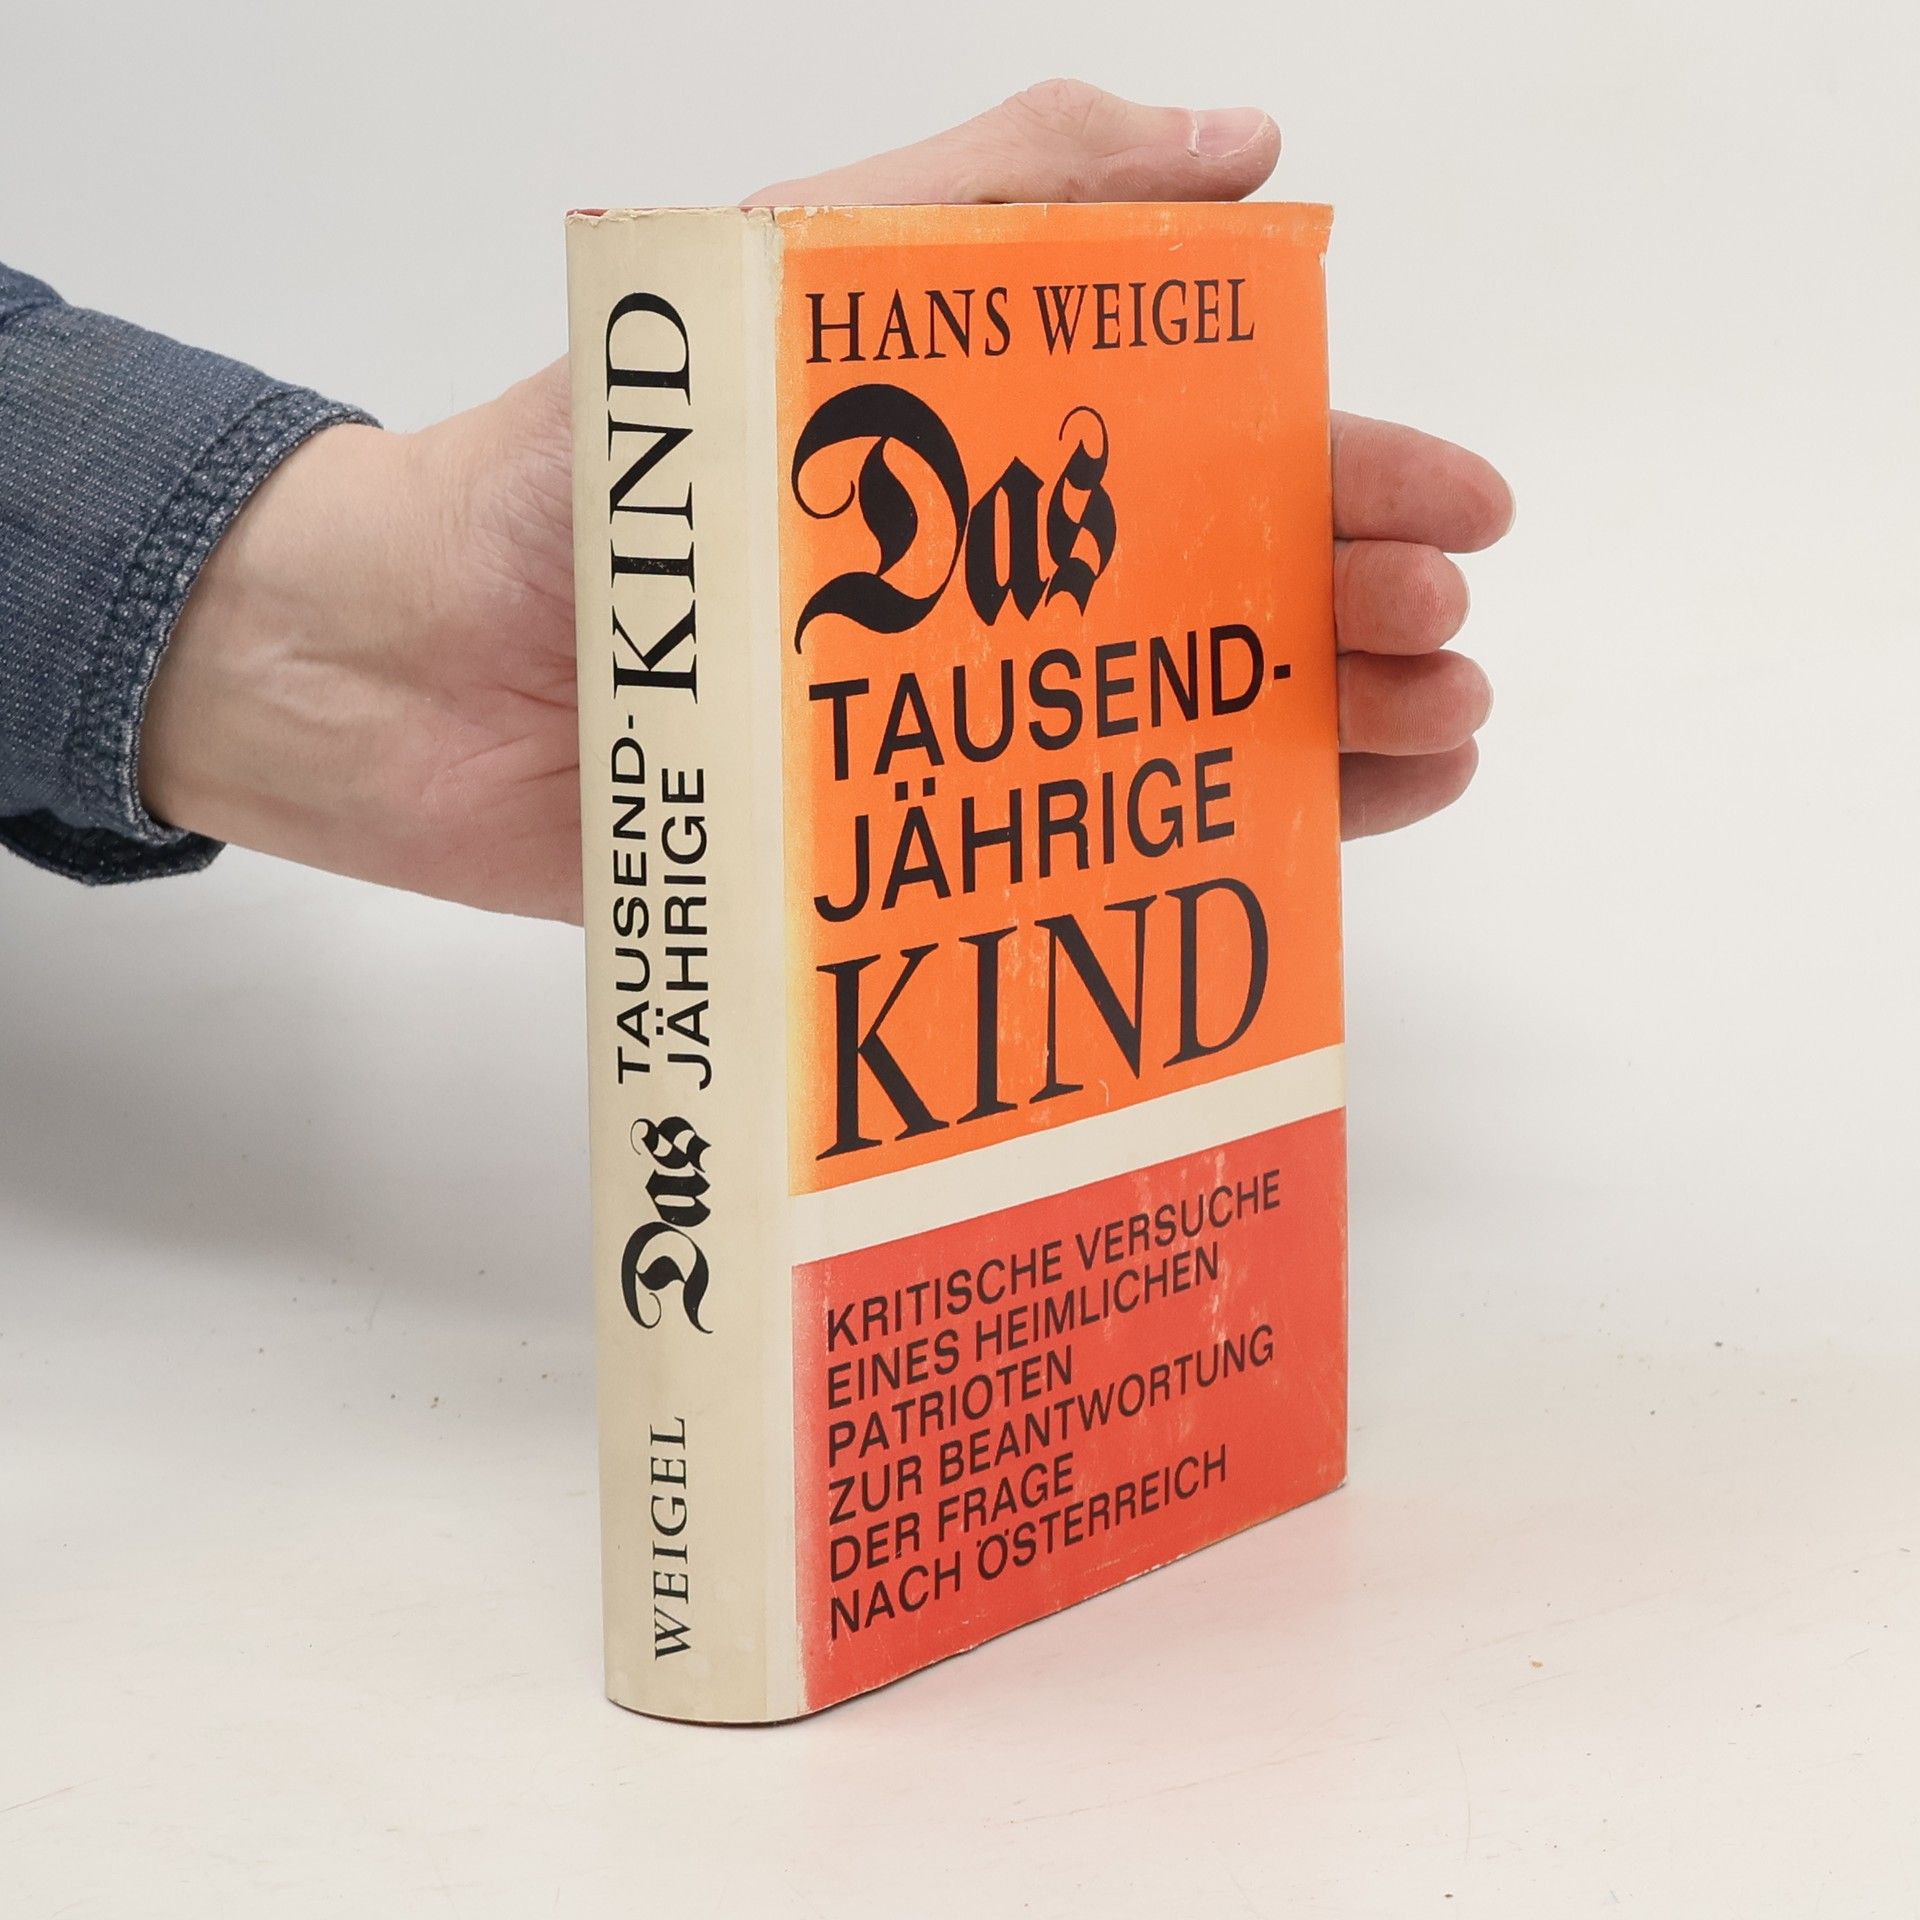 HANS WEIGEL
Das
TAUSEND-
JÄHRIGE
KIND
KRITISCHE VERSUCHE
EINES HEIMLICHEN
PATRIOTEN
ZUR BEANTWORTUNG
DER FRAGE
NACH ÖSTERREICH
WEIGEL
Das
TAUSEND-
JÄHRIGE
KIND